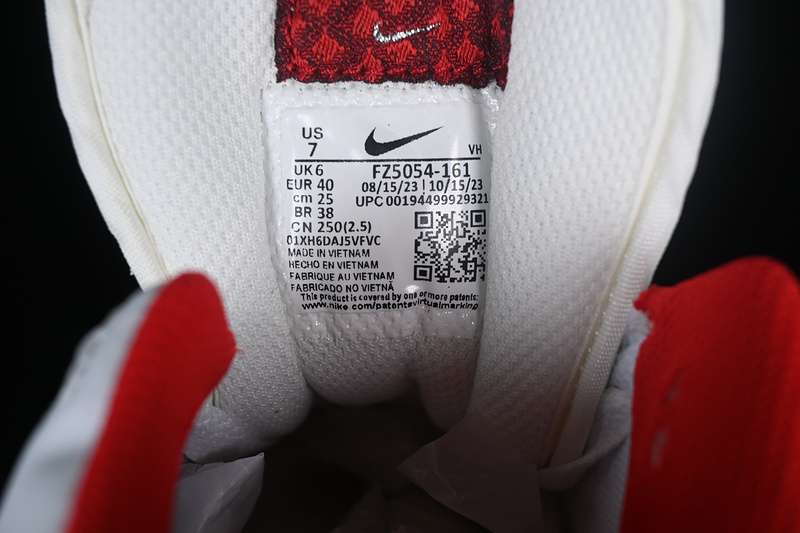 US
7
VH
UK 6
EUR 40
cm 25
BR 38
CN 250(2.5)
FZ5054-161
08/15/23 | 10/15/23
UPC 00194499929321
01XH6DAJ5VFVC
MADE IN VIETNAM
HECHO EN VIETNAM
FABRIQUE AU VIETNAM
FABRICADO NO VIETNÃ
This product is covered by one or more patents:
www.nike.com/patentsvirtualmarking